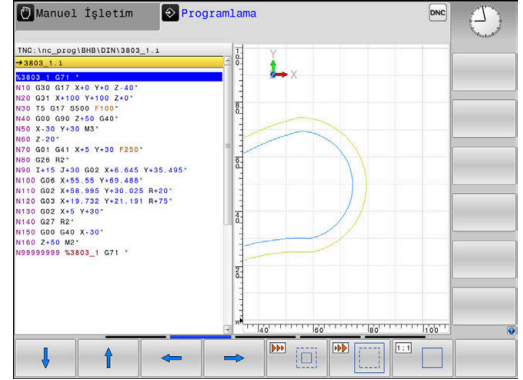 Manuel İşletim
Programlama
DNC
TNC:\nc_prog\BHB\DIN\3803_1.i
→3803_1.i
%3803_1 G71 *
N10 G30 G17 X+0 Y+0 Z-40*
N20 G31 X+100 Y+100 Z+0*
N30 T5 G17 S500 F100*
N40 G00 G90 Z+50 G40*
N50 X-30 Y+30 M3*
N60 Z-20*
N70 G01 G41 X+5 Y+30 F250*
N80 G26 R2*
N90 I+15 J+30 G02 X+6.645 Y+35.495*
N100 G06 X+55.55 Y+69.488*
N110 G02 X+58.995 Y+30.025 R+20*
N120 G03 X+19.732 Y+21.191 R+75*
N130 G02 X+5 Y+30*
N140 G27 R2*
N150 G00 G40 X-30*
N160 Z+50 M2*
N99999999 %3803_1 G71 *
Y
X
80
60
40
20
40
60
80
100
1:1